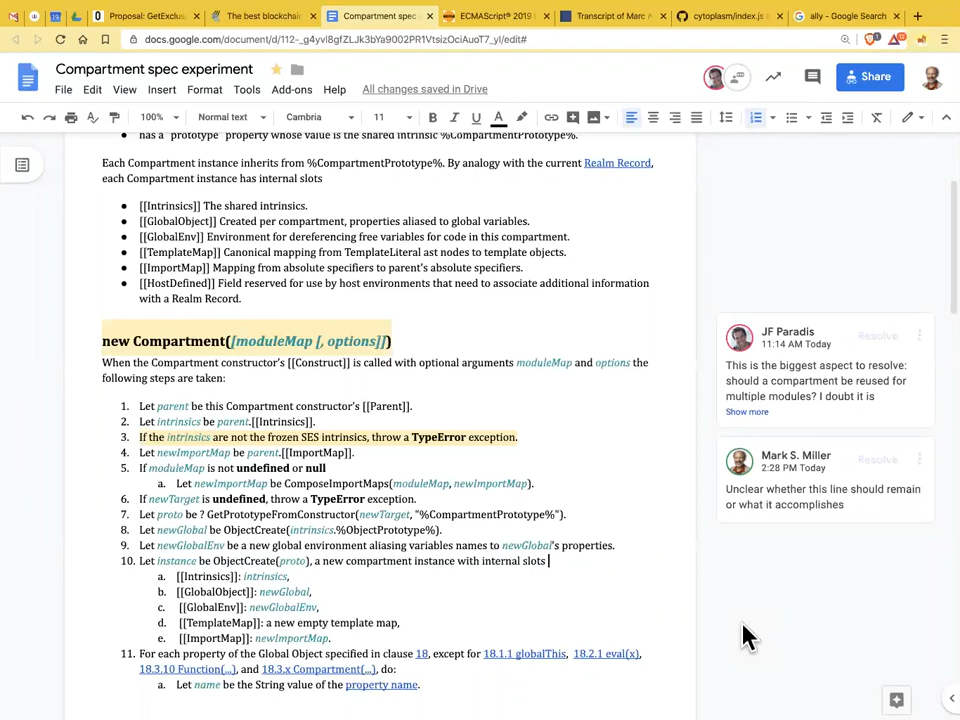 Proposal: GetExclus
The best blockchai
Compartment spec
ECMAScript® 2019
Transcript of Marc A
cytoplasm/index.js a
ally - Google Search
docs.google.com/document/d/112-_g4yvl8gfZLJk3bYa9002PR1VtsizOciAuoT7_yI/edit#
Compartment spec experiment
File Edit View Insert Format Tools Add-ons Help All changes saved in Drive
Share
100% Normal text Cambria 11 B I U A
has a "prototype" property whose value is the shared intrinsic %CompartmentPrototype%.
Each Compartment instance inherits from %CompartmentPrototype%. By analogy with the current Realm Record,
each Compartment instance has internal slots
● [[Intrinsics]] The shared intrinsics.
● [[GlobalObject]] Created per compartment, properties aliased to global variables.
● [[GlobalEnv]] Environment for dereferencing free variables for code in this compartment.
● [[TemplateMap]] Canonical mapping from TemplateLiteral ast nodes to template objects.
● [[ImportMap]] Mapping from absolute specifiers to parent's absolute specifiers.
● [[HostDefined]] Field reserved for use by host environments that need to associate additional information
with a Realm Record.
new Compartment([moduleMap [, options]])
When the Compartment constructor's [[Construct]] is called with optional arguments moduleMap and options the
following steps are taken:
1. Let parent be this Compartment constructor's [[Parent]].
2. Let intrinsics be parent.[[Intrinsics]].
3. If the intrinsics are not the frozen SES intrinsics, throw a TypeError exception.
4. Let newImportMap be parent.[[ImportMap]].
5. If moduleMap is not undefined or null
a. Let newImportMap be ComposeImportMaps(moduleMap, newImportMap).
6. If newTarget is undefined, throw a TypeError exception.
7. Let proto be ? GetPrototypeFromConstructor(newTarget, "%CompartmentPrototype%").
8. Let newGlobal be ObjectCreate(intrinsics.%ObjectPrototype%).
9. Let newGlobalEnv be a new global environment aliasing variables names to newGlobal's properties.
10. Let instance be ObjectCreate(proto), a new compartment instance with internal slots
a. [[Intrinsics]]: intrinsics,
b. [[GlobalObject]: newGlobal,
c. [[GlobalEnv]]: newGlobalEnv,
d. [[TemplateMap]]: a new empty template map,
e. [[ImportMap]]: newImportMap.
11. For each property of the Global Object specified in clause 18, except for 18.1.1 globalThis, 18.2.1 eval(x),
18.3.10 Function(...), and 18.3.x Compartment(...), do:
a. Let name be the String value of the property name.
JF Paradis
Resolve
11:14 AM Today
This is the biggest aspect to resolve:
should a compartment be reused for
multiple modules? I doubt it is
Show more
Mark S. Miller
Resolve
2:28 PM Today
Unclear whether this line should remain
or what it accomplishes